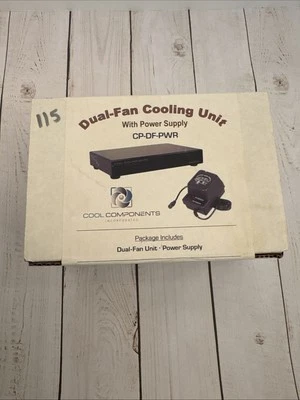 115
Dual-Fan Cooling Unit
With Power Supply
CP-DF-PWR
COOL COMPONENTS
INCORPORATED
Package Includes
Dual-Fan Unit · Power Supply